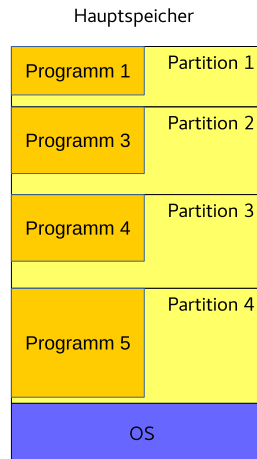 Hauptspeicher
Programm 1
Partition 1
Programm 3
Partition 2
Programm 4
Partition 3
Programm 5
Partition 4
OS